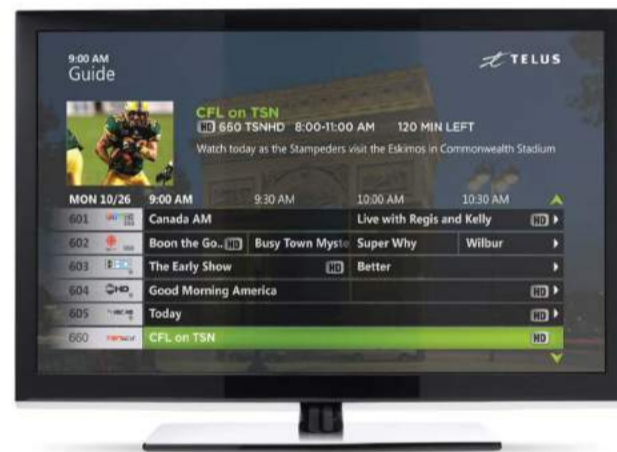 9:00 AM
Guide
TELUS
CFL on TSN
HD 650 TSNHD 8:00-11:00 AM 120 MIN LEFT
Watch today as the Stampeders visit the Eskimos in Commonwealth Stadium
MON 10/26 9:00 AM 9:30 AM 10:00 AM 10:30 AM
601 Canada AM Live with Regis and Kelly HD
602 Boon the Go.. HD Busy Town Myste Super Why Wilbur
603 The Early Show HD Better
604 HD Good Morning America HD
605 Today HD
660 CFL on TSN HD